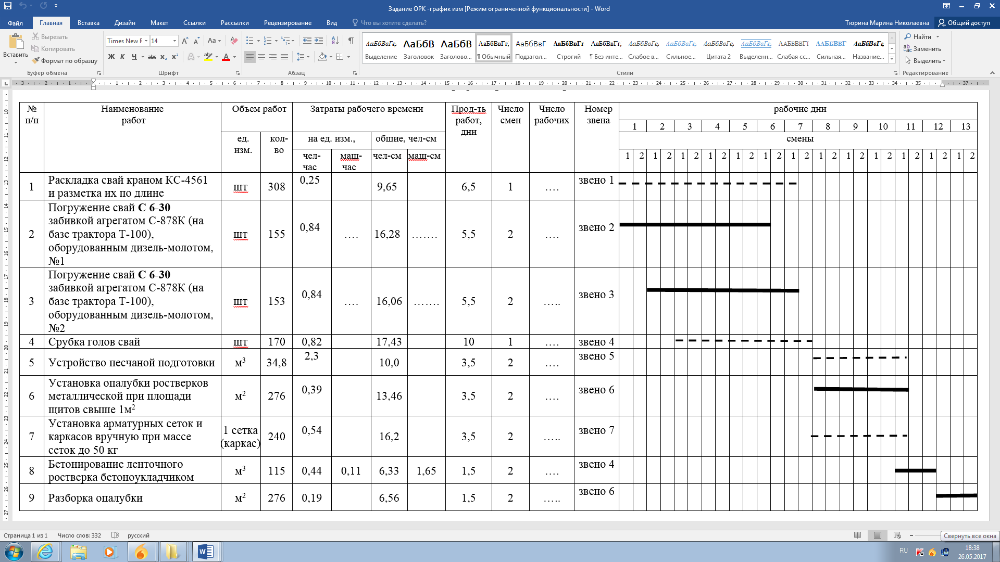 Задание ОРК -график изм [Режим ограниченной функциональности] - Word
Файл
Главная
Вставка
Дизайн
Макет
Ссылки
Рассылки
Рецензирование
Вид
Что вы хотите сделать?
Тюрина Марина Николаевна
Общий доступ
Вставить
Вырезать
Копировать
Формат по образцу
Буфер обмена
Times New R
14
Шрифт
Абзац
АаБбВвГг, Выделение
АаБбВ Заголовок
АаБбВ Заголово...
АаБбВвГг, ¶ Обычный
АаБбВвГ Подзагол...
АаБбВвГг Строгий
АаБбВвГг, ¶ Без инте...
АаБбВвГг, Слабое в...
АаБбВвГг, Сильное...
АаБбВвГг, Цитата 2
АаБбВвГг, Выделенн...
ААББВВГГ Слабая сс...
ААББВВГ Сильная...
АаБбВвГг, Название...
Стили
Найти
Заменить
Выделить
Редактирование
№ п/п
Наименование работ
Объем работ
Затраты рабочего времени
Прод-ть работ, дни
Число смен
Число рабочих
Номер звена
рабочие дни
1 2 3 4 5 6 7 8 9 10 11 12 13
ед. изм.
кол-во
на ед. изм.,
общие, чел-см
смены
чел-час
маш-час
чел-см
маш-см
1 2 1 2 1 2 1 2 1 2 1 2 1 2 1 2 1 2 1 2 1 2 1 2 1 2
1
Раскладка свай краном КС-4561
и разметка их по длине
шт 308 0,25 9,65 6,5 1 …. звено 1
2
Погружение свай С 6-30
забивкой агрегатом С-878К (на
базе трактора Т-100),
оборудованным дизель-молотом,
№1
шт 155 0,84 …. 16,28 ……. 5,5 2 …. звено 2
3
Погружение свай С 6-30
забивкой агрегатом С-878К (на
базе трактора Т-100),
оборудованным дизель-молотом,
№2
шт 153 0,84 …. 16,06 ……. 5,5 2 ….. звено 3
4 Срубка голов свай шт 170 0,82 17,43 10 1 …. звено 4
5 Устройство песчаной подготовки м³ 34,8 2,3 10,0 3,5 2 …. звено 5
6
Установка опалубки ростверков
металлической при площади
щитов свыше 1м²
м² 276 0,39 13,46 3,5 2 …. звено 6
7
Установка арматурных сеток и
каркасов вручную при массе
сеток до 50 кг
1 сетка
(каркас)
240 0,54 16,2 3,5 2 ….. звено 7
8
Бетонирование ленточного
ростверка бетоноукладчиком
м³ 115 0,44 0,11 6,33 1,65 1,5 2 …. звено 4
9 Разборка опалубки м² 276 0,19 6,56 1,5 2 ….. звено 6
Страница 1 из 1
Число слов: 332
русский
Свернуть все окна
RU
18:38
26.05.2017